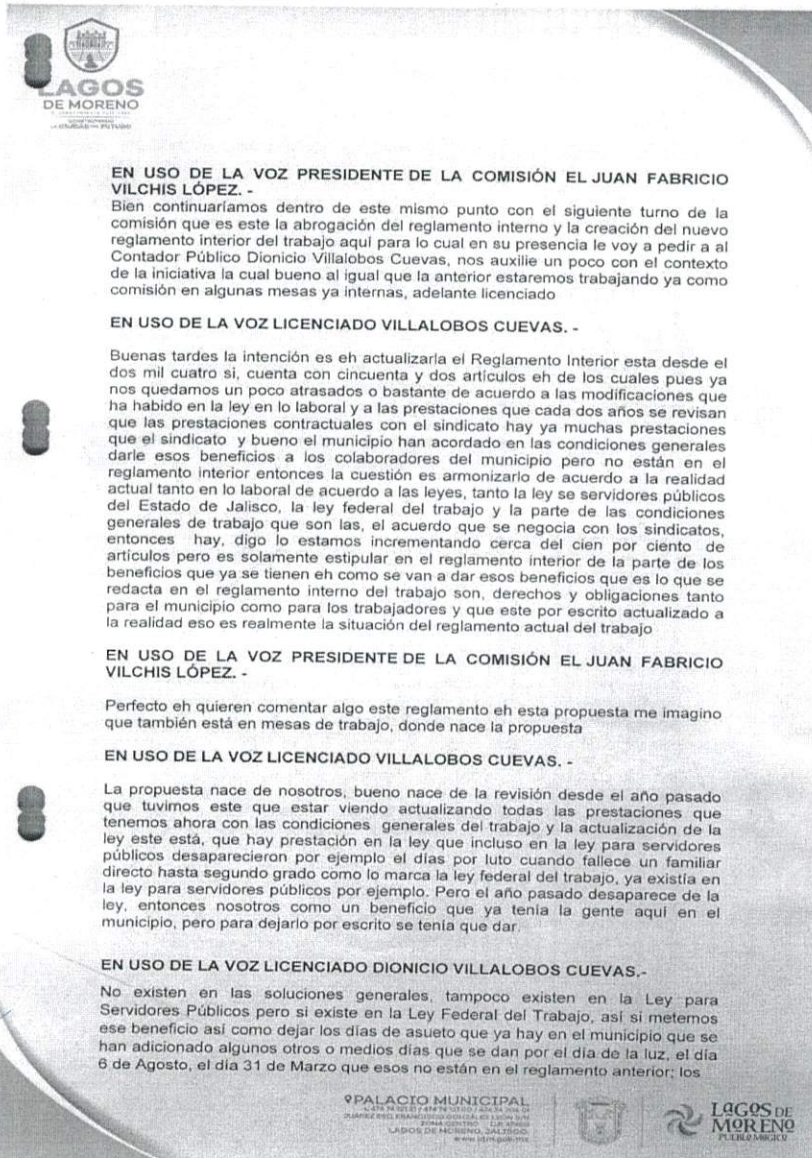 LAGOS
DE MORENO
EN USO DE LA VOZ PRESIDENTE DE LA COMISIÓN EL JUAN FABRICIO
VILCHIS LÓPEZ. -
Bien continuaríamos dentro de este mismo punto con el siguiente turno de la
comisión que es este la abrogación del reglamento interno y la creación del nuevo
reglamento interior del trabajo aquí para lo cual en su presencia le voy a pedir a al
Contador Público Dionicio Villalobos Cuevas, nos auxilie un poco con el contexto
de la iniciativa la cual bueno al igual que la anterior estaremos trabajando ya como
comisión en algunas mesas ya internas, adelante licenciado
EN USO DE LA VOZ LICENCIADO VILLALOBOS CUEVAS. -
Buenas tardes la intención es eh actualizarla el Reglamento Interior esta desde el
dos mil cuatro si, cuenta con cincuenta y dos artículos eh de los cuales pues ya
nos quedamos un poco atrasados o bastante de acuerdo a las modificaciones que
ha habido en la ley en lo laboral y a las prestaciones que cada dos años se revisan
que las prestaciones contractuales con el sindicato hay ya muchas prestaciones
que el sindicato y bueno el municipio han acordado en las condiciones generales
darle esos beneficios a los colaboradores del municipio pero no están en el
reglamento interior entonces la cuestión es armonizarlo de acuerdo a la realidad
actual tanto en lo laboral de acuerdo a las leyes, tanto la ley se servidores públicos
del Estado de Jalisco, la ley federal del trabajo y la parte de las condiciones
generales de trabajo que son las, el acuerdo que se negocia con los sindicatos,
entonces hay, digo lo estamos incrementando cerca del cien por ciento de
artículos pero es solamente estipular en el reglamento interior de la parte de los
beneficios que ya se tienen eh como se van a dar esos beneficios que es lo que se
redacta en el reglamento interno del trabajo son, derechos y obligaciones tanto
para el municipio como para los trabajadores y que este por escrito actualizado a
la realidad eso es realmente la situación del reglamento actual del trabajo
EN USO DE LA VOZ PRESIDENTE DE LA COMISIÓN EL JUAN FABRICIO
VILCHIS LÓPEZ. -
Perfecto eh quieren comentar algo este reglamento eh esta propuesta me imagino
que también está en mesas de trabajo, donde nace la propuesta
EN USO DE LA VOZ LICENCIADO VILLALOBOS CUEVAS. -
La propuesta nace de nosotros, bueno nace de la revisión desde el año pasado
que tuvimos este que estar viendo actualizando todas las prestaciones que
tenemos ahora con las condiciones generales del trabajo y la actualización de la
ley este está, que hay prestación en la ley que incluso en la ley para servidores
públicos desaparecieron por ejemplo el días por luto cuando fallece un familiar
directo hasta segundo grado como lo marca la ley federal del trabajo, ya existía en
la ley para servidores públicos por ejemplo. Pero el año pasado desaparece de la
ley, entonces nosotros como un beneficio que ya tenía la gente aquí en el
municipio, pero para dejarlo por escrito se tenía que dar.
EN USO DE LA VOZ LICENCIADO DIONICIO VILLALOBOS CUEVAS.-
No existen en las soluciones generales, tampoco existen en la Ley para
Servidores Públicos pero si existe en la Ley Federal del Trabajo, así si metemos
ese beneficio así como dejar los días de asueto que ya hay en el municipio que se
han adicionado algunos otros o medios días que se dan por el día de la luz, el día
6 de Agosto, el día 31 de Marzo que esos no están en el reglamento anterior; los
PALACIO MUNICIPAL
LAGOS DE MORENO, JALISCO.
LAGOS DE
MORENO
PUEBLO MÁGICO